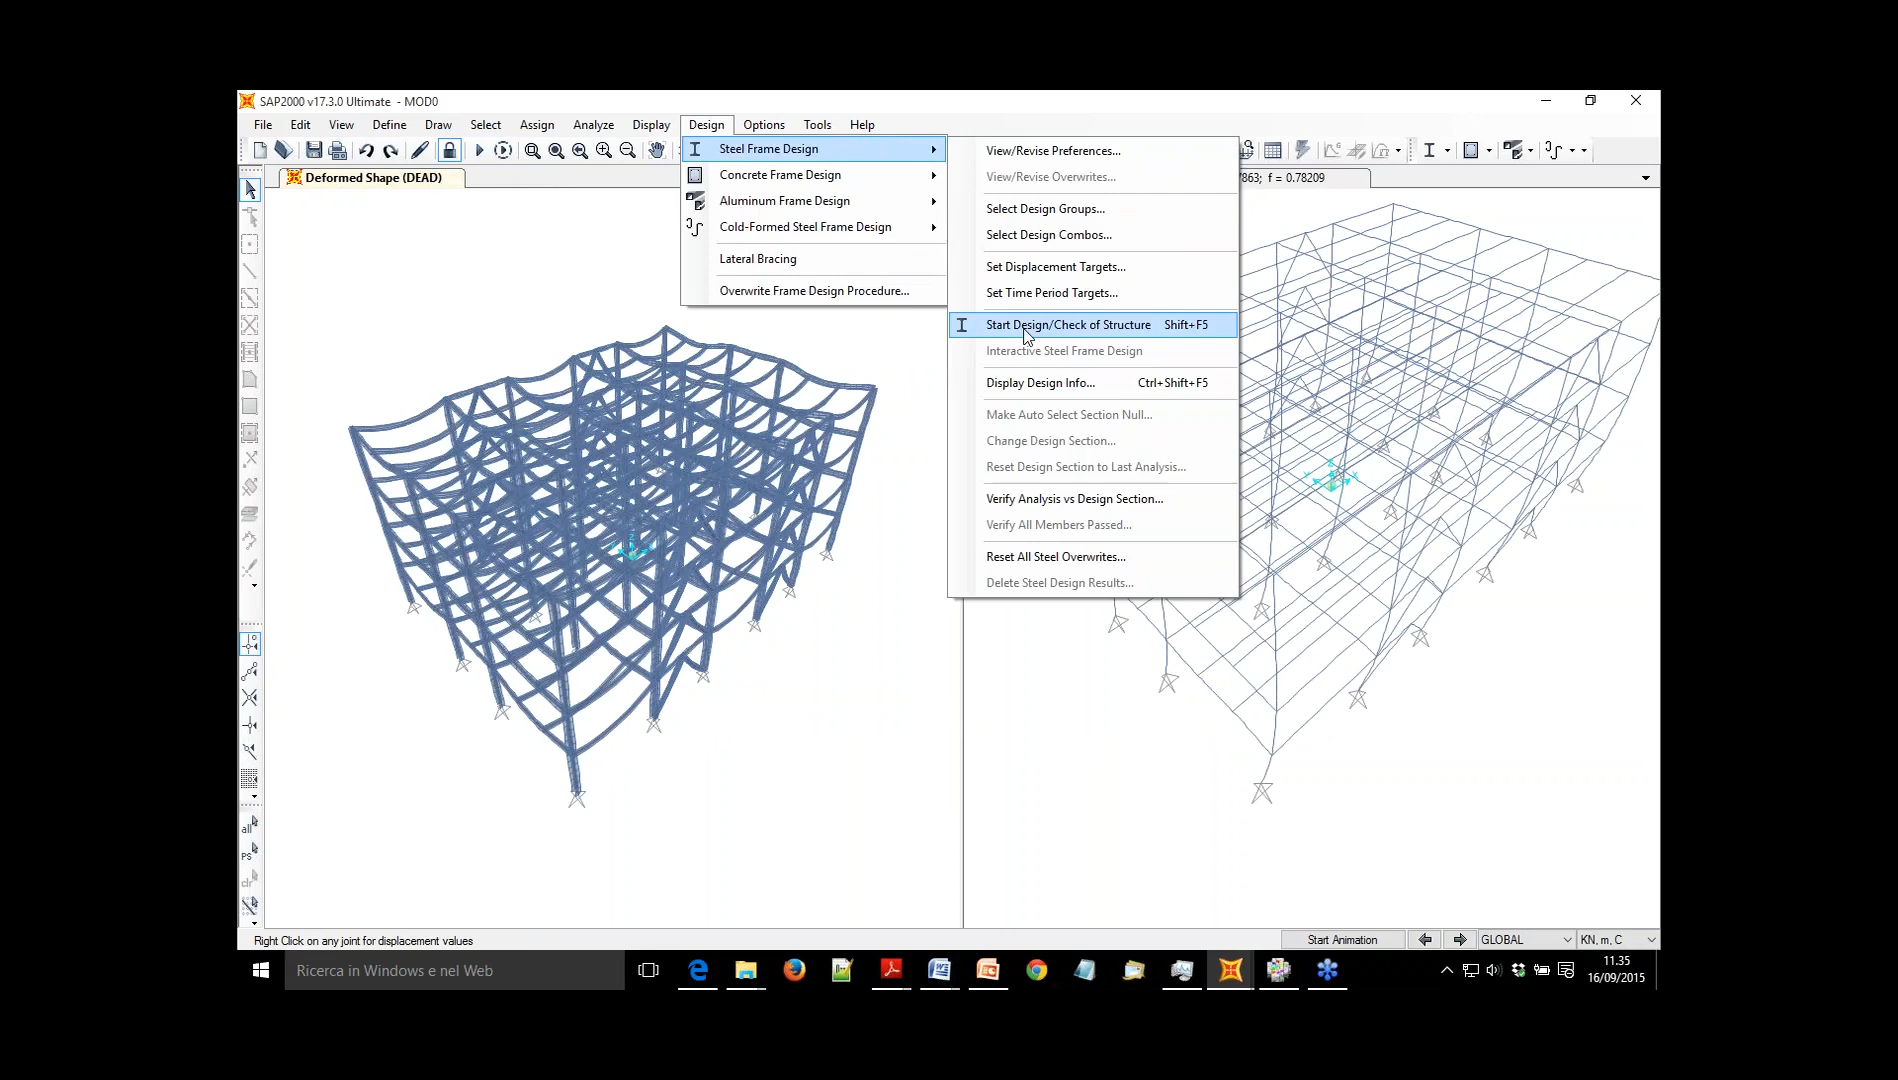 SAP2000 v17.3.0 Ultimate - MOD0
File Edit View Define Draw Select Assign Analyze Display Design Options Tools Help
Deformed Shape (DEAD)
7863; f = 0.78209
Steel Frame Design
Concrete Frame Design
Aluminum Frame Design
Cold-Formed Steel Frame Design
Lateral Bracing
Overwrite Frame Design Procedure...
View/Revise Preferences...
View/Revise Overwrites...
Select Design Groups...
Select Design Combos...
Set Displacement Targets...
Set Time Period Targets...
Start Design/Check of Structure Shift+F5
Interactive Steel Frame Design
Display Design Info... Ctrl+Shift+F5
Make Auto Select Section Null...
Change Design Section...
Reset Design Section to Last Analysis...
Verify Analysis vs Design Section...
Verify All Members Passed...
Reset All Steel Overwrites...
Delete Steel Design Results...
all
PS
clr
Right Click on any joint for displacement values
Start Animation
GLOBAL
KN, m, C
Ricerca in Windows e nel Web
11.35
16/09/2015